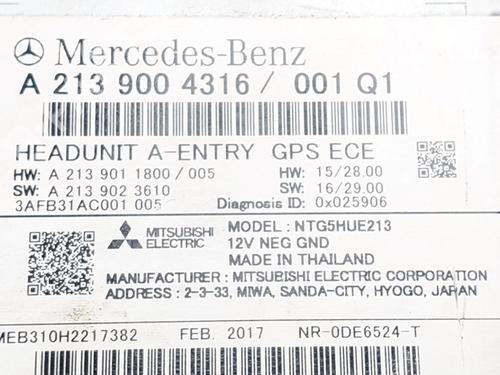 Mercedes-Benz
A 213 900 4316 / 001 Q1
HEADUNIT A-ENTRY GPS ECE
HW: A 213 901 1800 / 005 HW: 15/28.00
SW: A 213 902 3610 SW: 16/29.00
3AFB31AC001 005 Diagnosis ID: 0x025906
MITSUBISHI ELECTRIC MODEL: NTG5HUE213
12V NEG GND
MADE IN THAILAND
MANUFACTURER : MITSUBISHI ELECTRIC CORPORATION
ADDRESS : 2-3-33, MIWA, SANDA-CITY, HYOGO, JAPAN
MEB310H2217382 FEB. 2017 NR-0DE6524-T